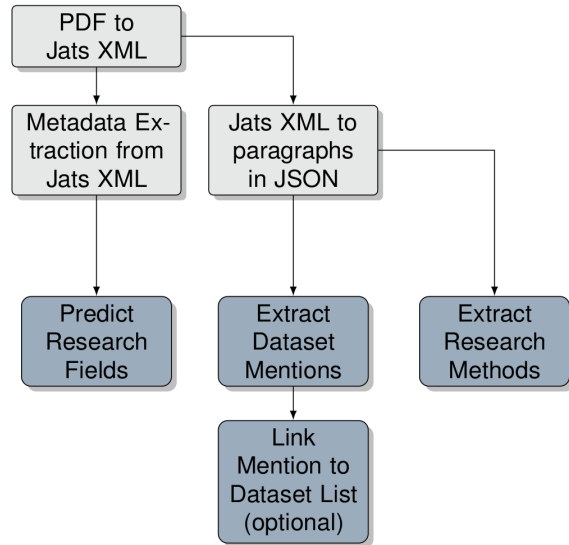 PDF to
Jats XML
Metadata Ex-
traction from
Jats XML
Jats XML to
paragraphs
in JSON
Predict
Research
Fields
Extract
Dataset
Mentions
Extract
Research
Methods
Link
Mention to
Dataset List
(optional)